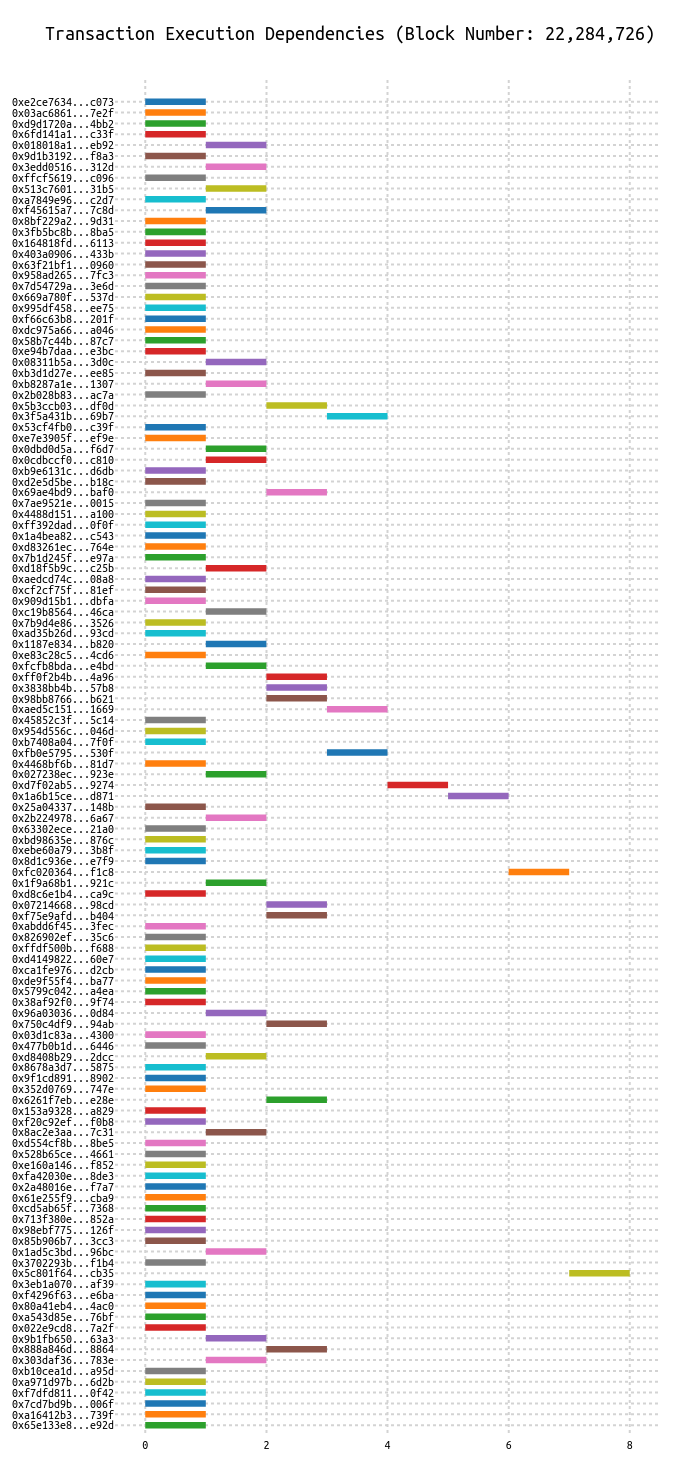 Transaction Execution Dependencies (Block Number: 22,284,726)
0xe2ce7634...c073
0x03ac6861...7e2f
0xd9d1720a...4bb2
0x6fd141a1...c33f
0x018018a1...eb92
0x9d1b3192...f8a3
0x3edd0516...312d
0xffcf5619...c096
0x513c7601...31b5
0xa7849e96...c2d7
0xf45615a7...7c8d
0x8bf229a2...9d31
0x3fb5bc8b...8ba5
0x164818fd...6113
0x403a0906...433b
0x63f21bf1...0960
0x958ad265...7fc3
0x7d54729a...3e6d
0x669a780f...537d
0x995df458...ee75
0xf66c63b8...201f
0xdc975a66...a046
0x58b7c44b...87c7
0xe94b7daa...e3bc
0x08311b5a...3d0c
0xb3d1d27e...ee85
0xb8287a1e...1307
0x2b028b83...ac7a
0x5b3ccb03...df0d
0x3f5a431b...69b7
0x53cf4fb0...c39f
0xe7e3905f...ef9e
0x0dbd0d5a...f6d7
0x0cdbccf0...c810
0xb9e6131c...d6db
0xd2e5d5be...b18c
0x69ae4bd9...baf0
0x7ae9521e...0015
0x4488d151...a100
0xff392dad...0f0f
0x1a4bea82...c543
0xd83261ec...764e
0x7b1d245f...e97a
0xd18f5b9c...c25b
0xaedcd74c...08a8
0xcf2cf75f...81ef
0x909d15b1...dbfa
0xc19b8564...46ca
0x7b9d4e86...3526
0xad35b26d...93cd
0x1187e834...b820
0xe83c28c5...4cd6
0xfcfb8bda...e4bd
0xff0f2b4b...4a96
0x3838bb4b...57b8
0x98bb8766...b621
0xaed5c151...1669
0x45852c3f...5c14
0x954d556c...046d
0xb7408a04...7f0f
0xfb0e5795...530f
0x4468bf6b...81d7
0x027238ec...923e
0xd7f02ab5...9274
0x1a6b15ce...d871
0x25a04337...148b
0x2b224978...6a67
0x63302ece...21a0
0xbd98635e...876c
0xebe60a79...3b8f
0x8d1c936e...e7f9
0xfc020364...f1c8
0x1f9a68b1...921c
0xd8c6e1b4...ca9c
0x07214668...98cd
0xf75e9afd...b404
0xabdd6f45...3fec
0x826902ef...35c6
0xffdf500b...f688
0xd4149822...60e7
0xca1fe976...d2cb
0xde9f55f4...ba77
0x5799c042...a4ea
0x38af92f0...9f74
0x96a03036...0d84
0x750c4df9...94ab
0x03d1c83a...4300
0x477b0b1d...6446
0xd8408b29...2dcc
0x8678a3d7...5875
0x9f1cd891...8902
0x352d0769...747e
0x6261f7eb...e28e
0x153a9328...a829
0xf20c92ef...f0b8
0x8ac2e3aa...7c31
0xd554cf8b...8be5
0x528b65ce...4661
0xe160a146...f852
0xfa42030e...8de3
0x2a48016e...f7a7
0x61e255f9...cba9
0xcd5ab65f...7368
0x713f380e...852a
0x98ebf775...126f
0x85b906b7...3cc3
0x1ad5c3bd...96bc
0x3702293b...f1b4
0x5c801f64...cb35
0x3eb1a070...af39
0xf4296f63...e6ba
0x80a41eb4...4ac0
0xa543d85e...76bf
0x022e9cd8...7a2f
0x9b1fb650...63a3
0x888a846d...8864
0x303daf36...783e
0xb10cea1d...a95d
0xa971d97b...6d2b
0xf7dfd811...0f42
0x7cd7bd9b...006f
0xa16412b3...739f
0x65e133e8...e92d
0 2 4 6 8